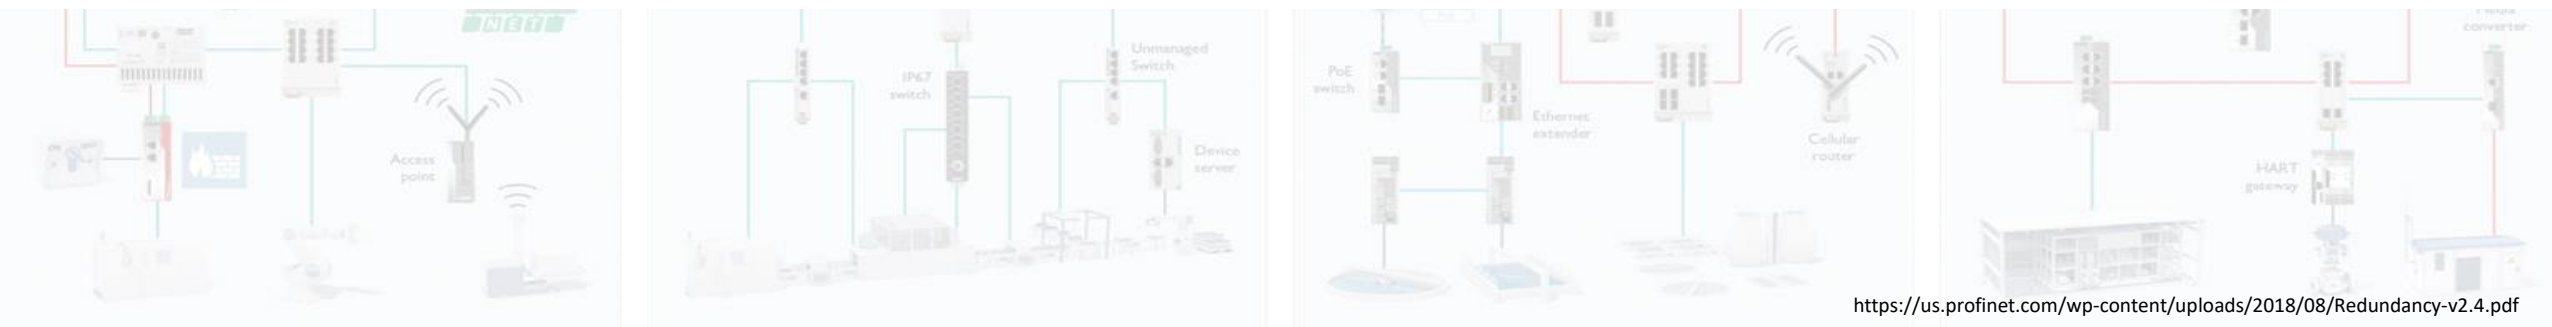 NET
Unmanaged
Switch
IP67
switch
PoE
switch
converter
Ethernet
extender
Access
point
Device
server
Cellular
router
HART
gateway
https://us.profinet.com/wp-content/uploads/2018/08/Redundancy-v2.4.pdf